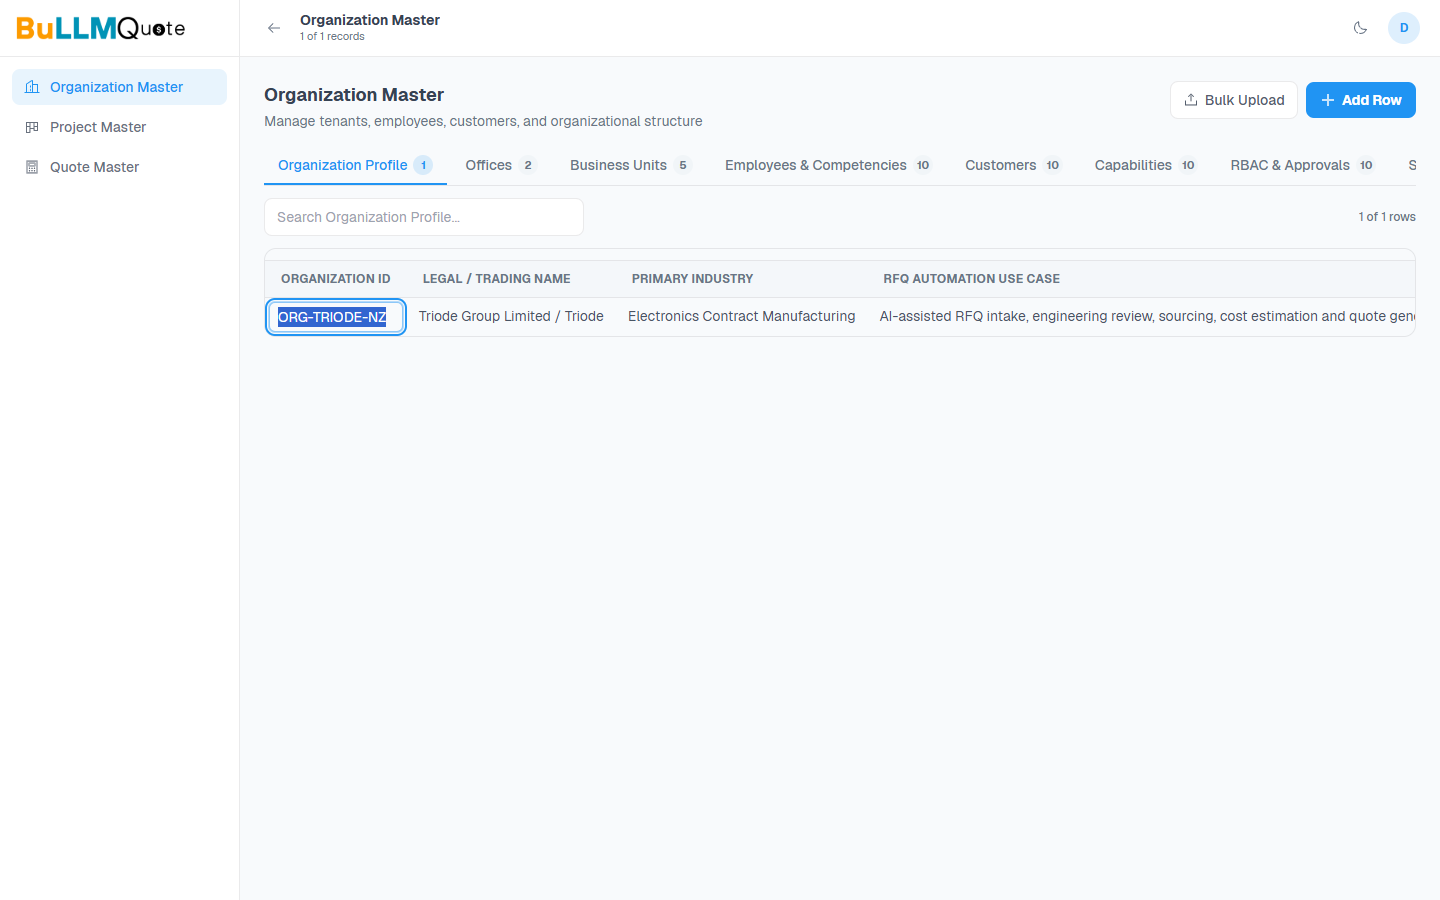 BuLLMQuote
Organization Master
1 of 1 records
D
Organization Master
Project Master
Quote Master
Organization Master
Manage tenants, employees, customers, and organizational structure
Bulk Upload
Add Row
Organization Profile 1
Offices 2
Business Units 5
Employees & Competencies 10
Customers 10
Capabilities 10
RBAC & Approvals 10
S
Search Organization Profile...
1 of 1 rows
ORGANIZATION ID LEGAL / TRADING NAME PRIMARY INDUSTRY RFQ AUTOMATION USE CASE
ORG-TRIODE-NZ Triode Group Limited / Triode Electronics Contract Manufacturing AI-assisted RFQ intake, engineering review, sourcing, cost estimation and quote gen